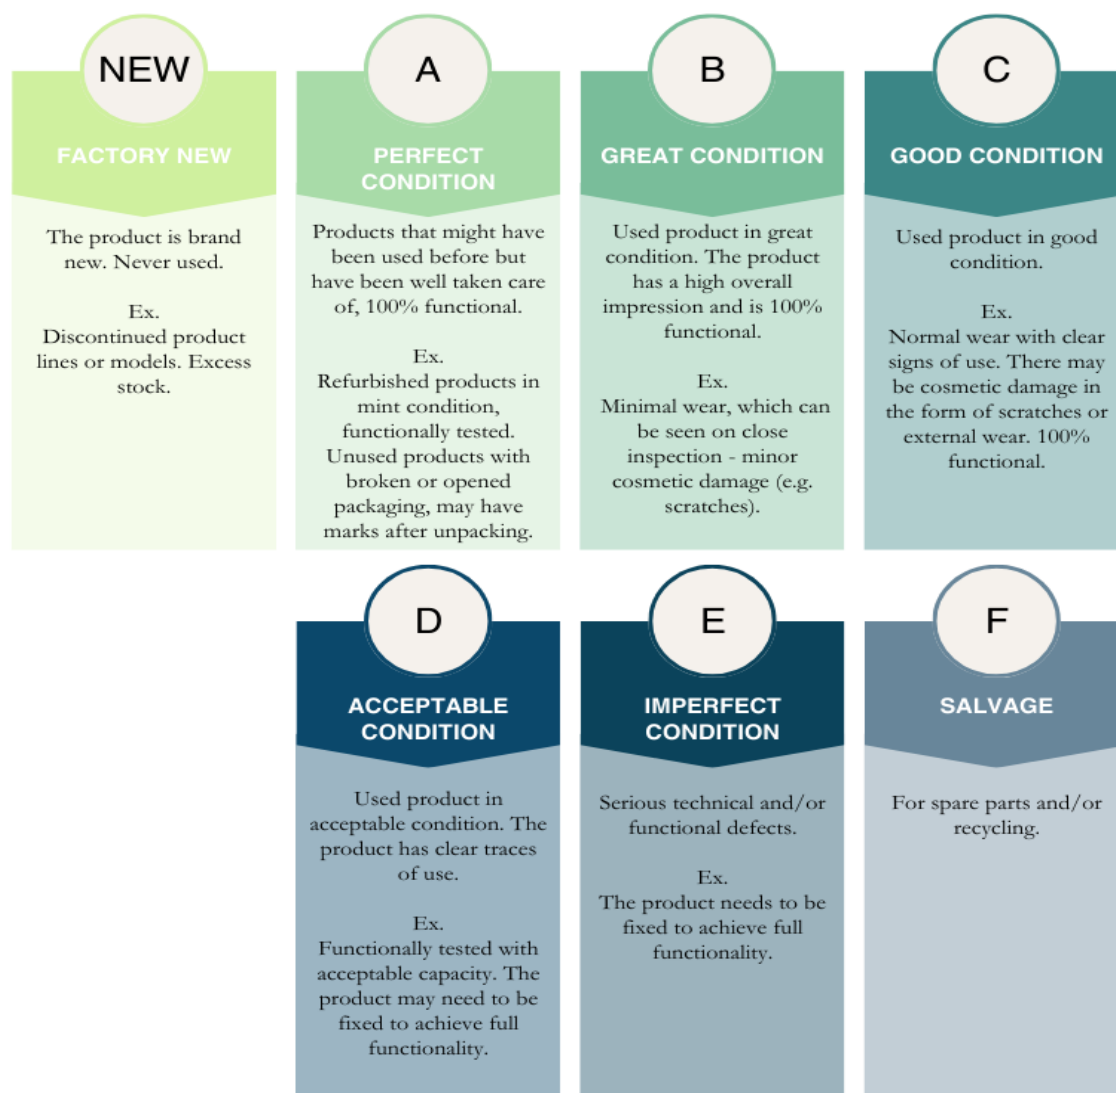 NEW
FACTORY NEW
The product is brand
new. Never used.
Ex.
Discontinued product
lines or models. Excess
stock.
A
PERFECT
CONDITION
Products that might have
been used before but
have been well taken care
of, 100% functional.
Ex.
Refurbished products in
mint condition,
functionally tested.
Unused products with
broken or opened
packaging, may have
marks after unpacking.
B
GREAT CONDITION
Used product in great
condition. The product
has a high overall
impression and is 100%
functional.
Ex.
Minimal wear, which can
be seen on close
inspection - minor
cosmetic damage (e.g.
scratches).
C
GOOD CONDITION
Used product in good
condition.
Ex.
Normal wear with clear
signs of use. There may
be cosmetic damage in
the form of scratches or
external wear. 100%
functional.
D
ACCEPTABLE
CONDITION
Used product in
acceptable condition. The
product has clear traces
of use.
Ex.
Functionally tested with
acceptable capacity. The
product may need to be
fixed to achieve full
functionality.
E
IMPERFECT
CONDITION
Serious technical and/or
functional defects.
Ex.
The product needs to be
fixed to achieve full
functionality.
F
SALVAGE
For spare parts and/or
recycling.